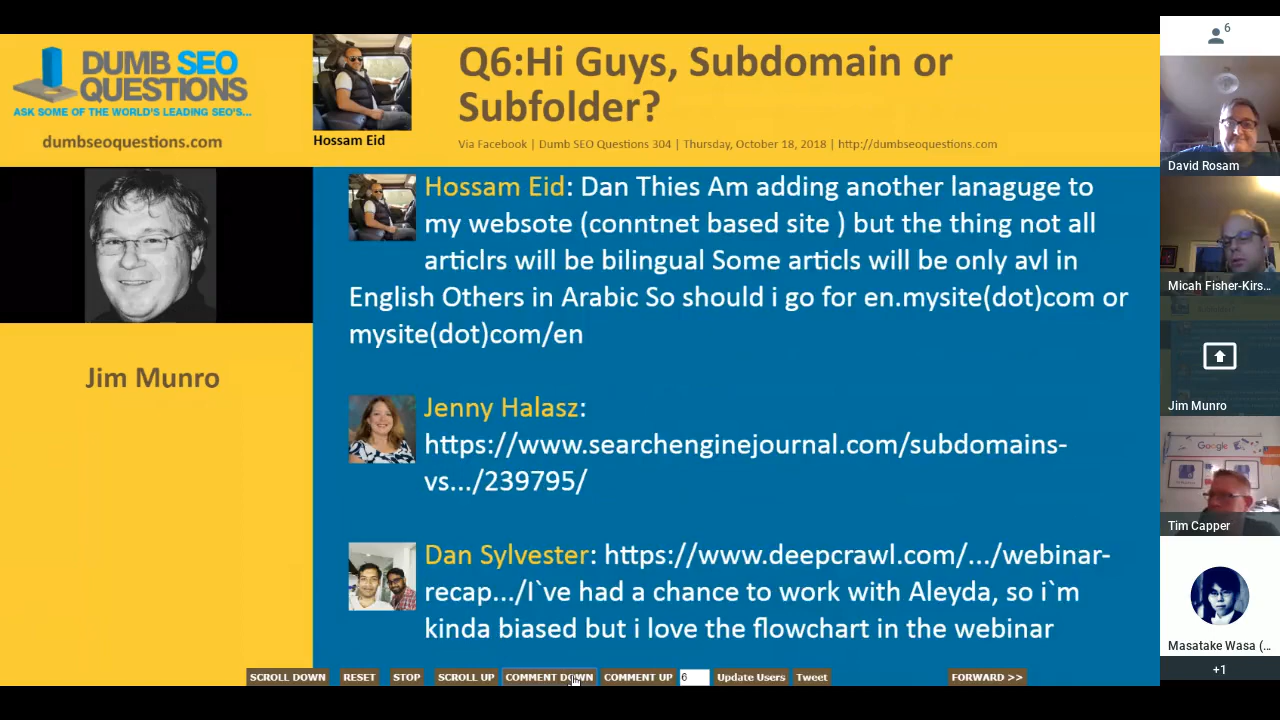 DUMB SEO
QUESTIONS
ASK SOME OF THE WORLD'S LEADING SEO'S...
dumbseoquestions.com
Hossam Eid
Q6:Hi Guys, Subdomain or
Subfolder?
Via Facebook | Dumb SEO Questions 304 | Thursday, October 18, 2018 | http://dumbseoquestions.com
Jim Munro
Hossam Eid: Dan Thies Am adding another lanaguge to
my websote (conntnet based site ) but the thing not all
articlrs will be bilingual Some articls will be only avl in
English Others in Arabic So should i go for en.mysite(dot)com or
mysite(dot)com/en
Jenny Halasz:
https://www.searchenginejournal.com/subdomains-
vs.../239795/
Dan Sylvester: https://www.deepcrawl.com/.../webinar-
recap.../I`ve had a chance to work with Aleyda, so i`m
kinda biased but i love the flowchart in the webinar
SCROLL DOWN RESET STOP SCROLL UP COMMENT DOWN COMMENT UP 6 Update Users Tweet FORWARD >>
6
David Rosam
Micah Fisher-Kirs...
Jim Munro
Google
Tim Capper
Masatake Wasa (...
+1